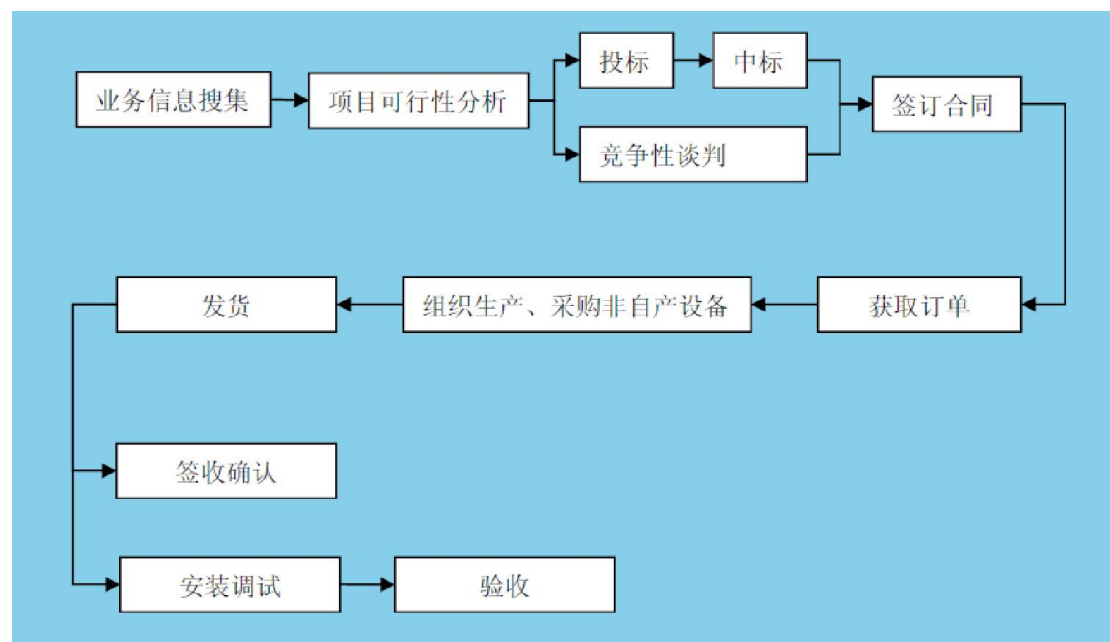 业务信息搜集
项目可行性分析
投标
中标
竞争性谈判
签订合同
获取订单
组织生产、采购非自产设备
发货
签收确认
安装调试
验收